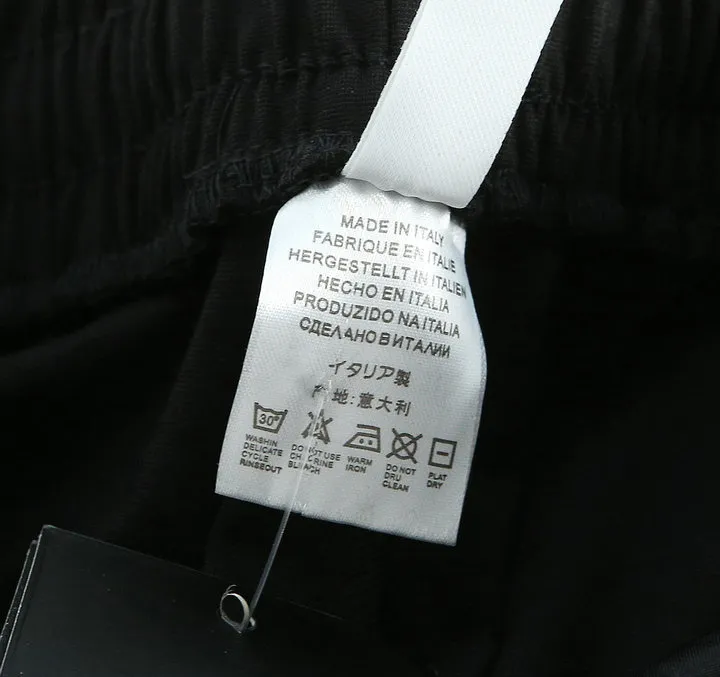 MADE IN ITALY
FABRIQUE EN ITALIE
HERGESTELLT IN ITALIEN
HECHO EN ITALIA
PRODUZIDO NA ITALIA
СДЕЛАНО В ИТАЛИИ
イタリア製
地:意大利
30°
WASHIN
DELICATE
CYCLE
RINSEOUT
DO NOT USE
BLEACH
WARM
IRON
DO NOT
DRU
CLEAN
PLAT
DRY